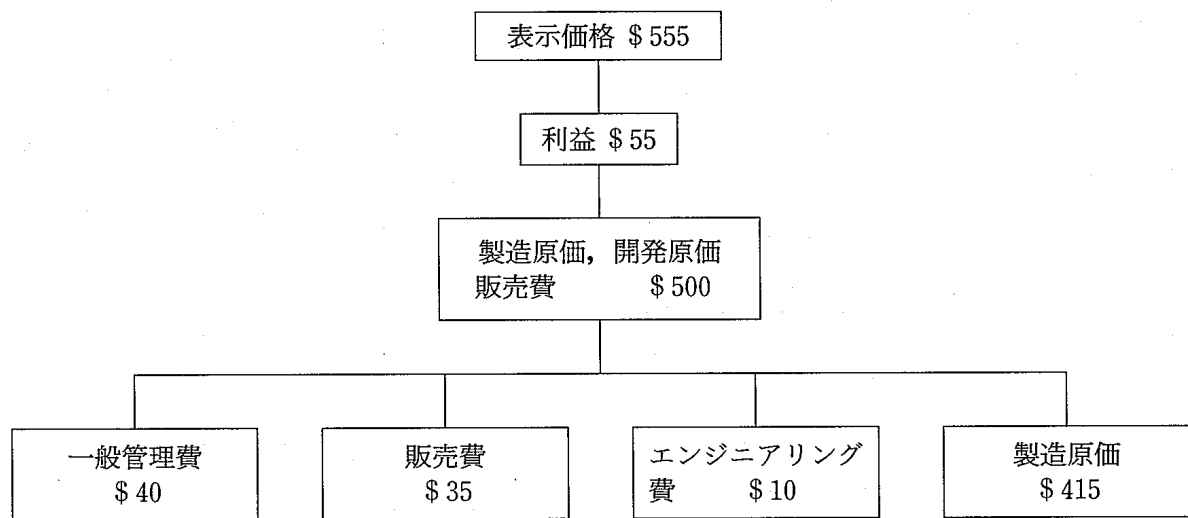 表示価格 $555
利益 $55
製造原価，開発原価
販売費 $500
一般管理費
$40
販売費
$35
エンジニアリング
費 $10
製造原価
$415